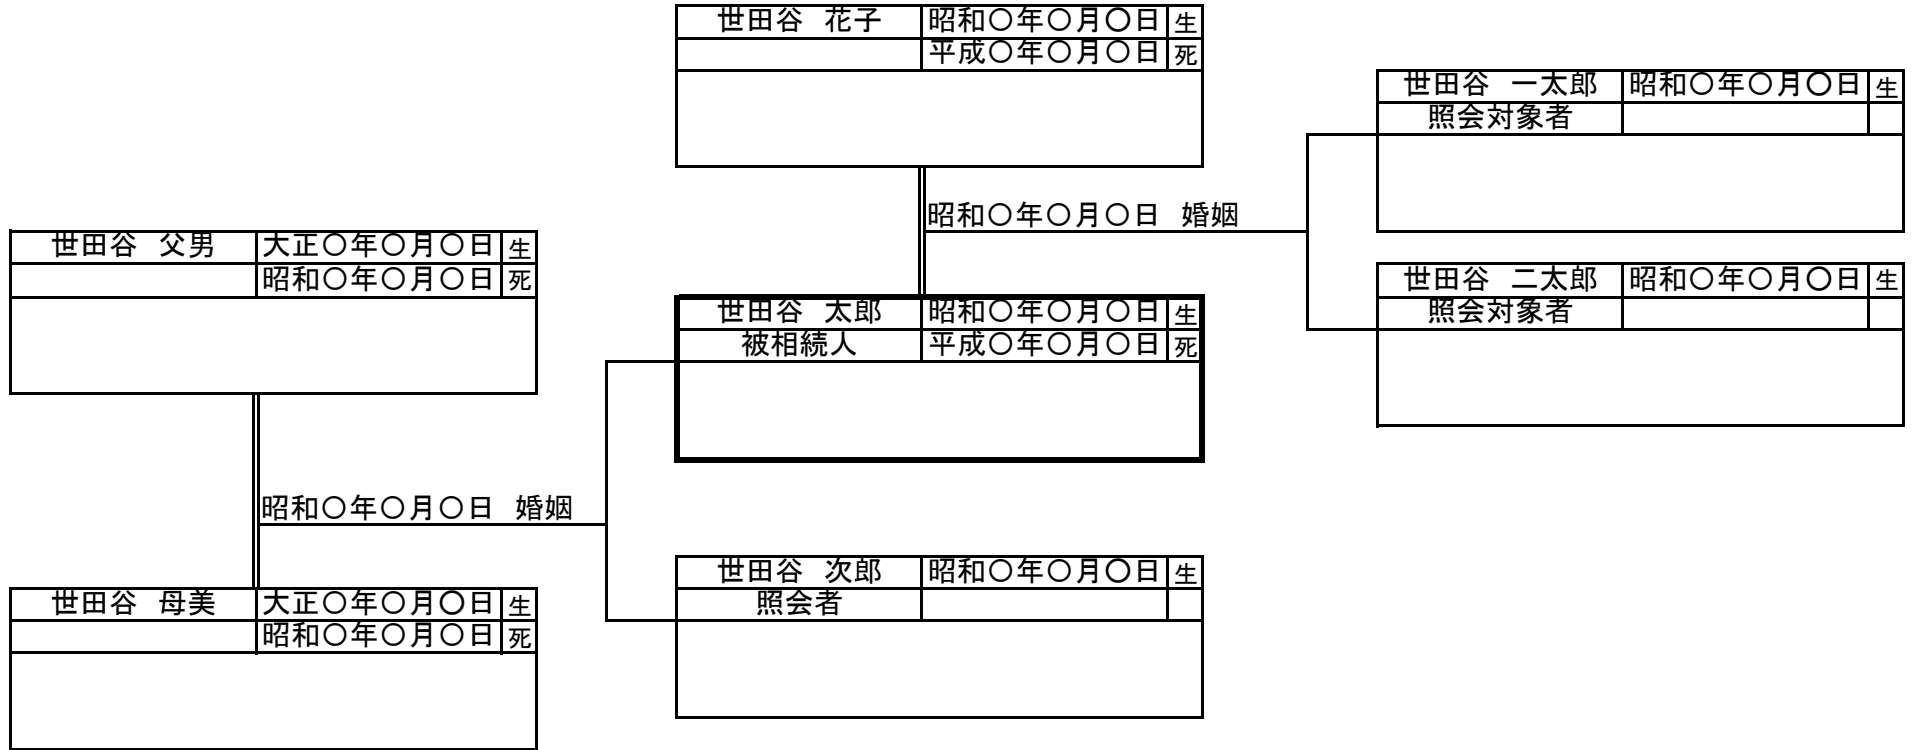 世田谷 花子 昭和〇年〇月〇日 生
平成〇年〇月〇日 死
世田谷 一太郎 昭和〇年〇月〇日 生
照会対象者
昭和〇年〇月〇日 婚姻
世田谷 父男 大正〇年〇月〇日 生
昭和〇年〇月〇日 死
世田谷 二太郎 昭和〇年〇月〇日 生
照会対象者
世田谷 太郎 昭和〇年〇月〇日 生
被相続人 平成〇年〇月〇日 死
昭和〇年〇月〇日 婚姻
世田谷 次郎 昭和〇年〇月〇日 生
照会者
世田谷 母美 大正〇年〇月〇日 生
昭和〇年〇月〇日 死